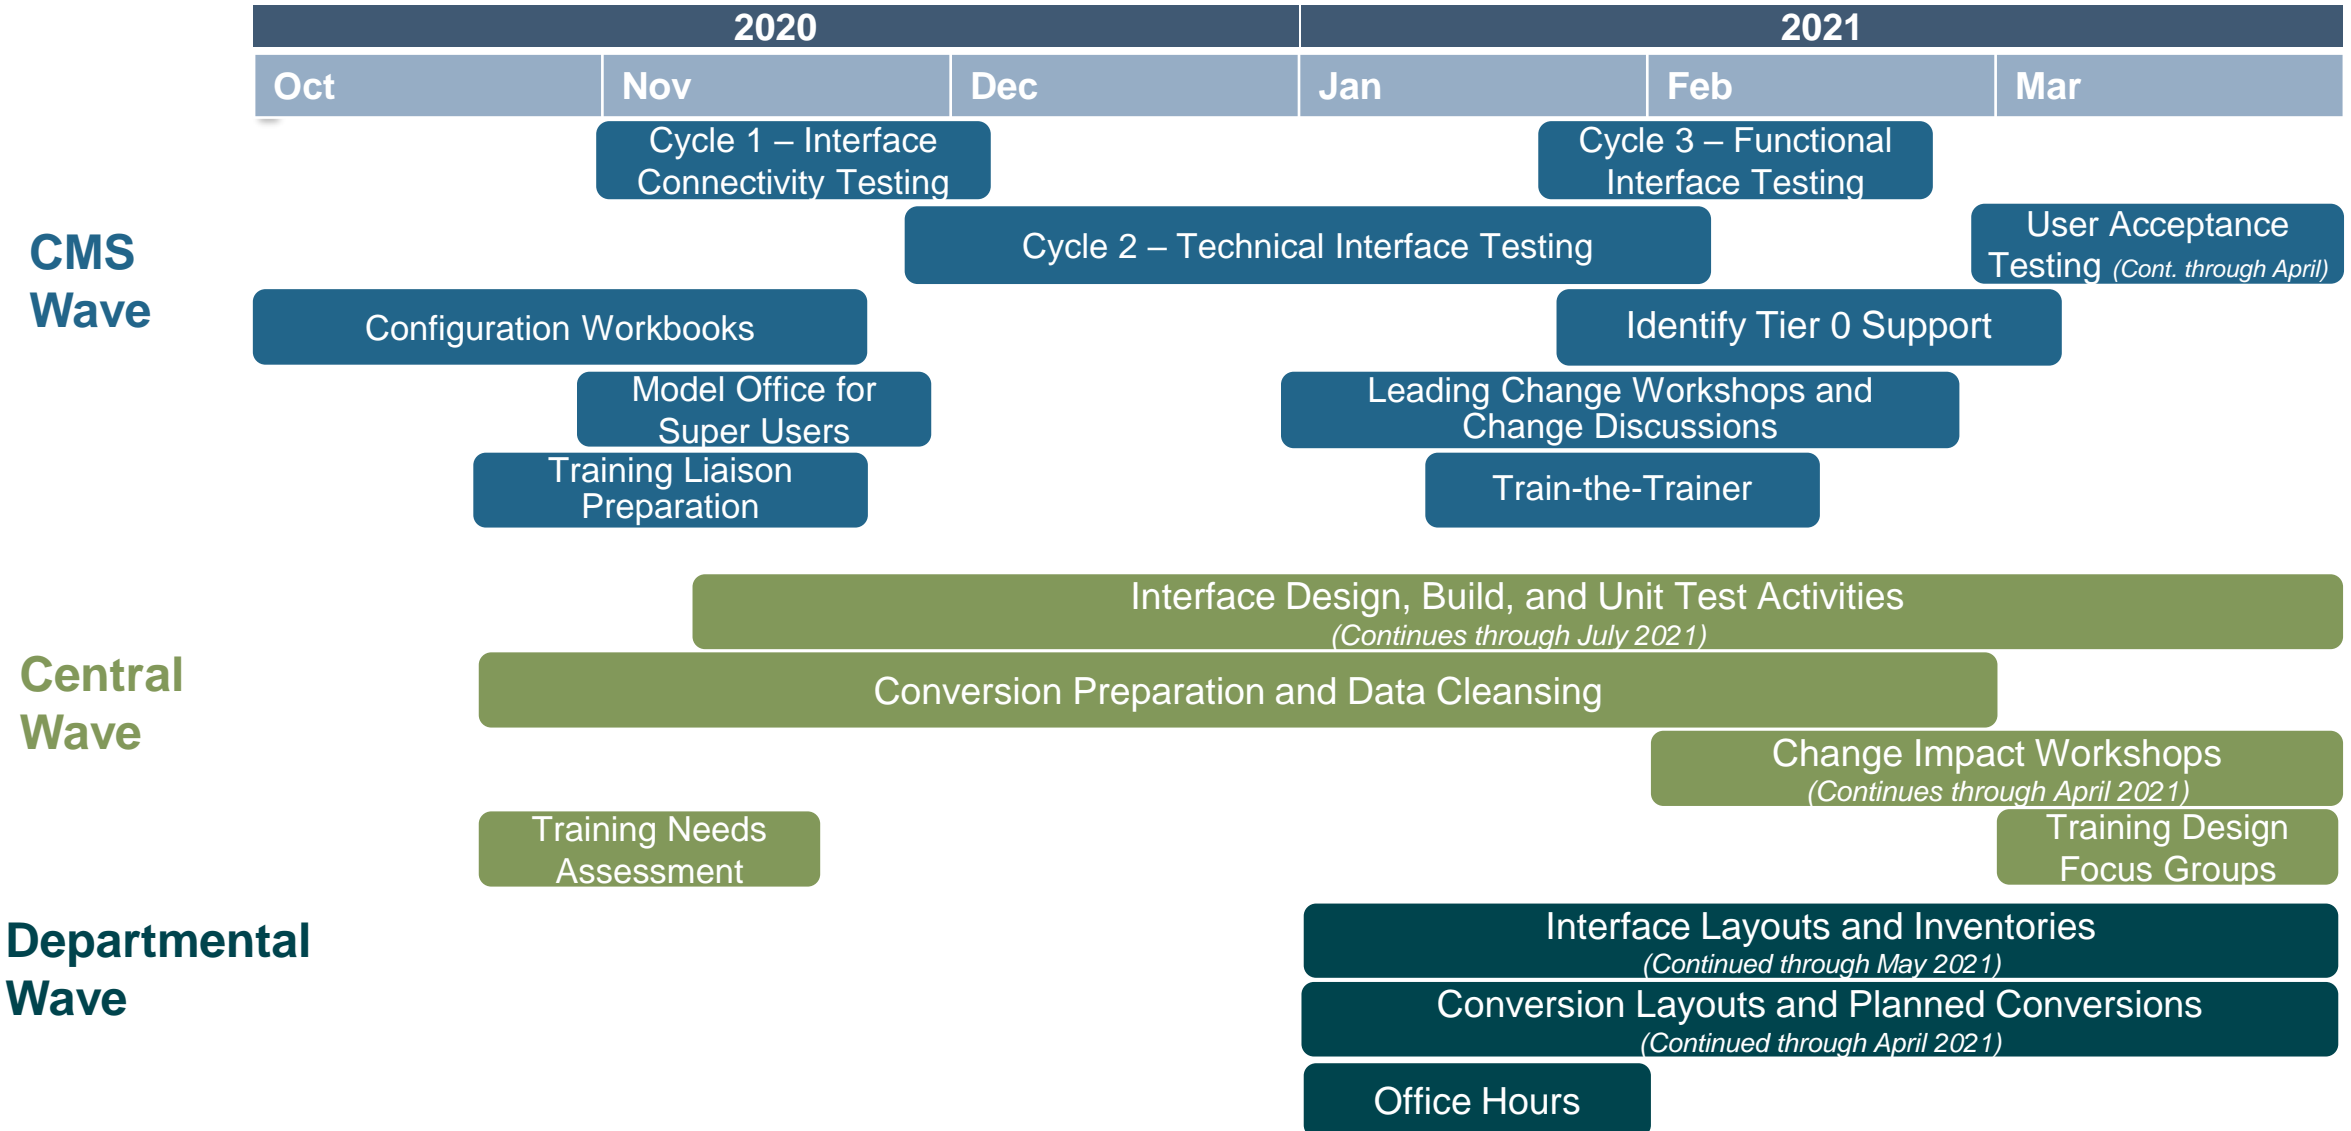 2020
2021
Oct
Nov
Dec
Jan
Feb
Mar
CMS
Wave
Cycle 1 – Interface
Connectivity Testing
Cycle 3 – Functional
Interface Testing
Cycle 2 – Technical Interface Testing
User Acceptance
Testing (Cont. through April)
Configuration Workbooks
Identify Tier 0 Support
Model Office for
Super Users
Leading Change Workshops and
Change Discussions
Training Liaison
Preparation
Train-the-Trainer
Central
Wave
Interface Design, Build, and Unit Test Activities
(Continues through July 2021)
Conversion Preparation and Data Cleansing
Change Impact Workshops
(Continues through April 2021)
Training Needs
Assessment
Training Design
Focus Groups
Departmental
Wave
Interface Layouts and Inventories
(Continued through May 2021)
Conversion Layouts and Planned Conversions
(Continued through April 2021)
Office Hours